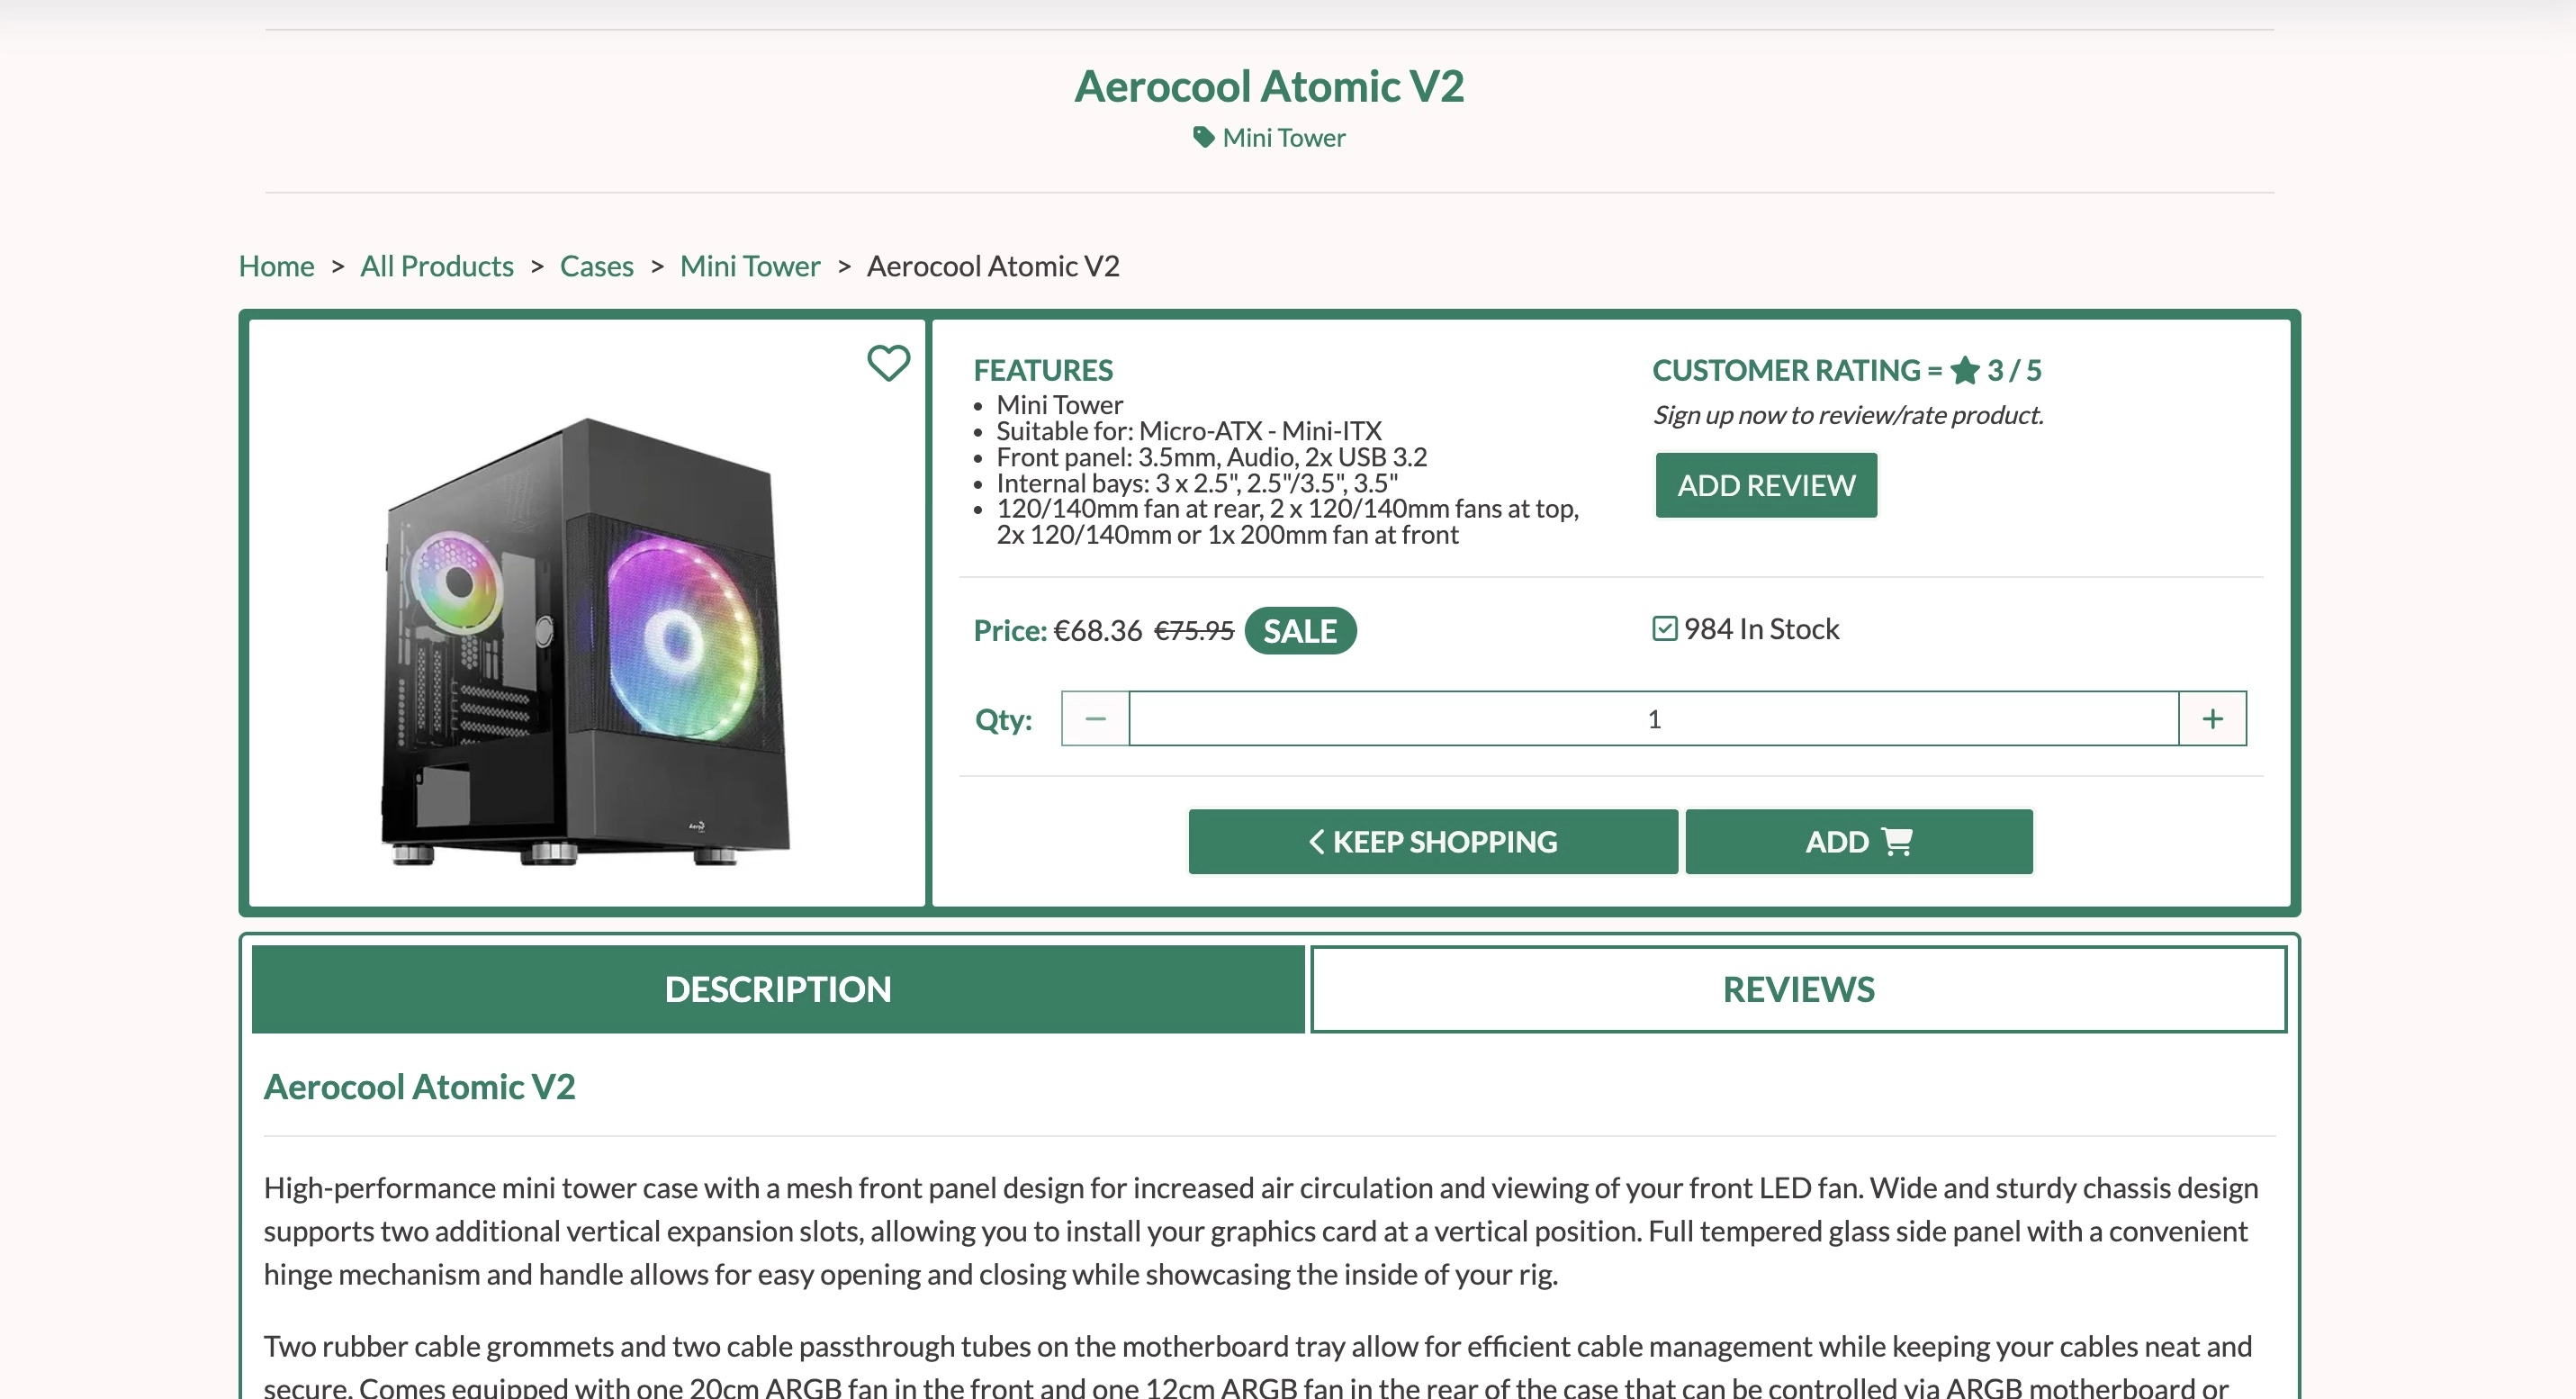 Aerocool Atomic V2
Mini Tower
Home > All Products > Cases > Mini Tower > Aerocool Atomic V2
FEATURES
• Mini Tower
• Suitable for: Micro-ATX - Mini-ITX
• Front panel: 3.5mm, Audio, 2x USB 3.2
• Internal bays: 3 x 2.5", 2.5"/3.5", 3.5"
• 120/140mm fan at rear, 2 x 120/140mm fans at top,
2x 120/140mm or 1x 200mm fan at front
CUSTOMER RATING = ★ 3 / 5
Sign up now to review/rate product.
ADD REVIEW
Price: €68.36 €75.95 SALE
984 In Stock
Qty: − 1 +
< KEEP SHOPPING
ADD
DESCRIPTION
REVIEWS
Aerocool Atomic V2
High-performance mini tower case with a mesh front panel design for increased air circulation and viewing of your front LED fan. Wide and sturdy chassis design
supports two additional vertical expansion slots, allowing you to install your graphics card at a vertical position. Full tempered glass side panel with a convenient
hinge mechanism and handle allows for easy opening and closing while showcasing the inside of your rig.
Two rubber cable grommets and two cable passthrough tubes on the motherboard tray allow for efficient cable management while keeping your cables neat and
secure. Comes equipped with one 20cm ARGB fan in the front and one 12cm ARGB fan in the rear of the case that can be controlled via ARGB motherboard or